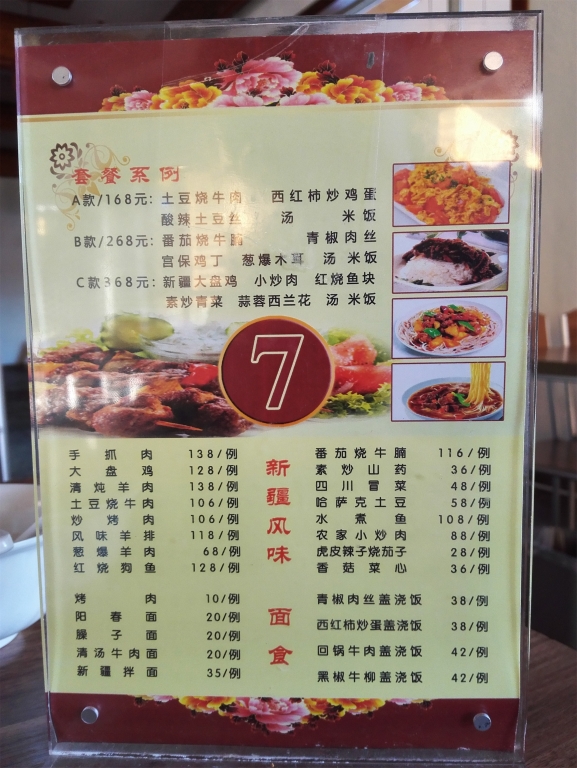 套餐系例
A款/168元: 土豆烧牛肉 西红柿炒鸡蛋
酸辣土豆丝 汤 米饭
B款/268元: 番茄烧牛腩 青椒肉丝
宫保鸡丁 葱爆木耳 汤 米饭
C款368元: 新疆大盘鸡 小炒肉 红烧鱼块
素炒青菜 蒜蓉西兰花 汤 米饭
7
新疆风味
手抓肉 138/例
大盘鸡 128/例
清炖羊肉 138/例
土豆烧牛肉 106/例
炒烤肉 106/例
风味羊排 118/例
葱爆羊肉 68/例
红烧狗鱼 128/例
番茄烧牛腩 116/例
素炒山药 36/例
四川冒菜 48/例
哈萨克土豆 58/例
水煮鱼 108/例
农家小炒肉 88/例
虎皮辣子烧茄子 28/例
香菇菜心 36/例
面食
烤肉 10/例
阳春面 20/例
臊子面 20/例
清汤牛肉面 20/例
新疆拌面 35/例
青椒肉丝盖浇饭 38/例
西红柿炒蛋盖浇饭 38/例
回锅牛肉盖浇饭 42/例
黑椒牛柳盖浇饭 42/例